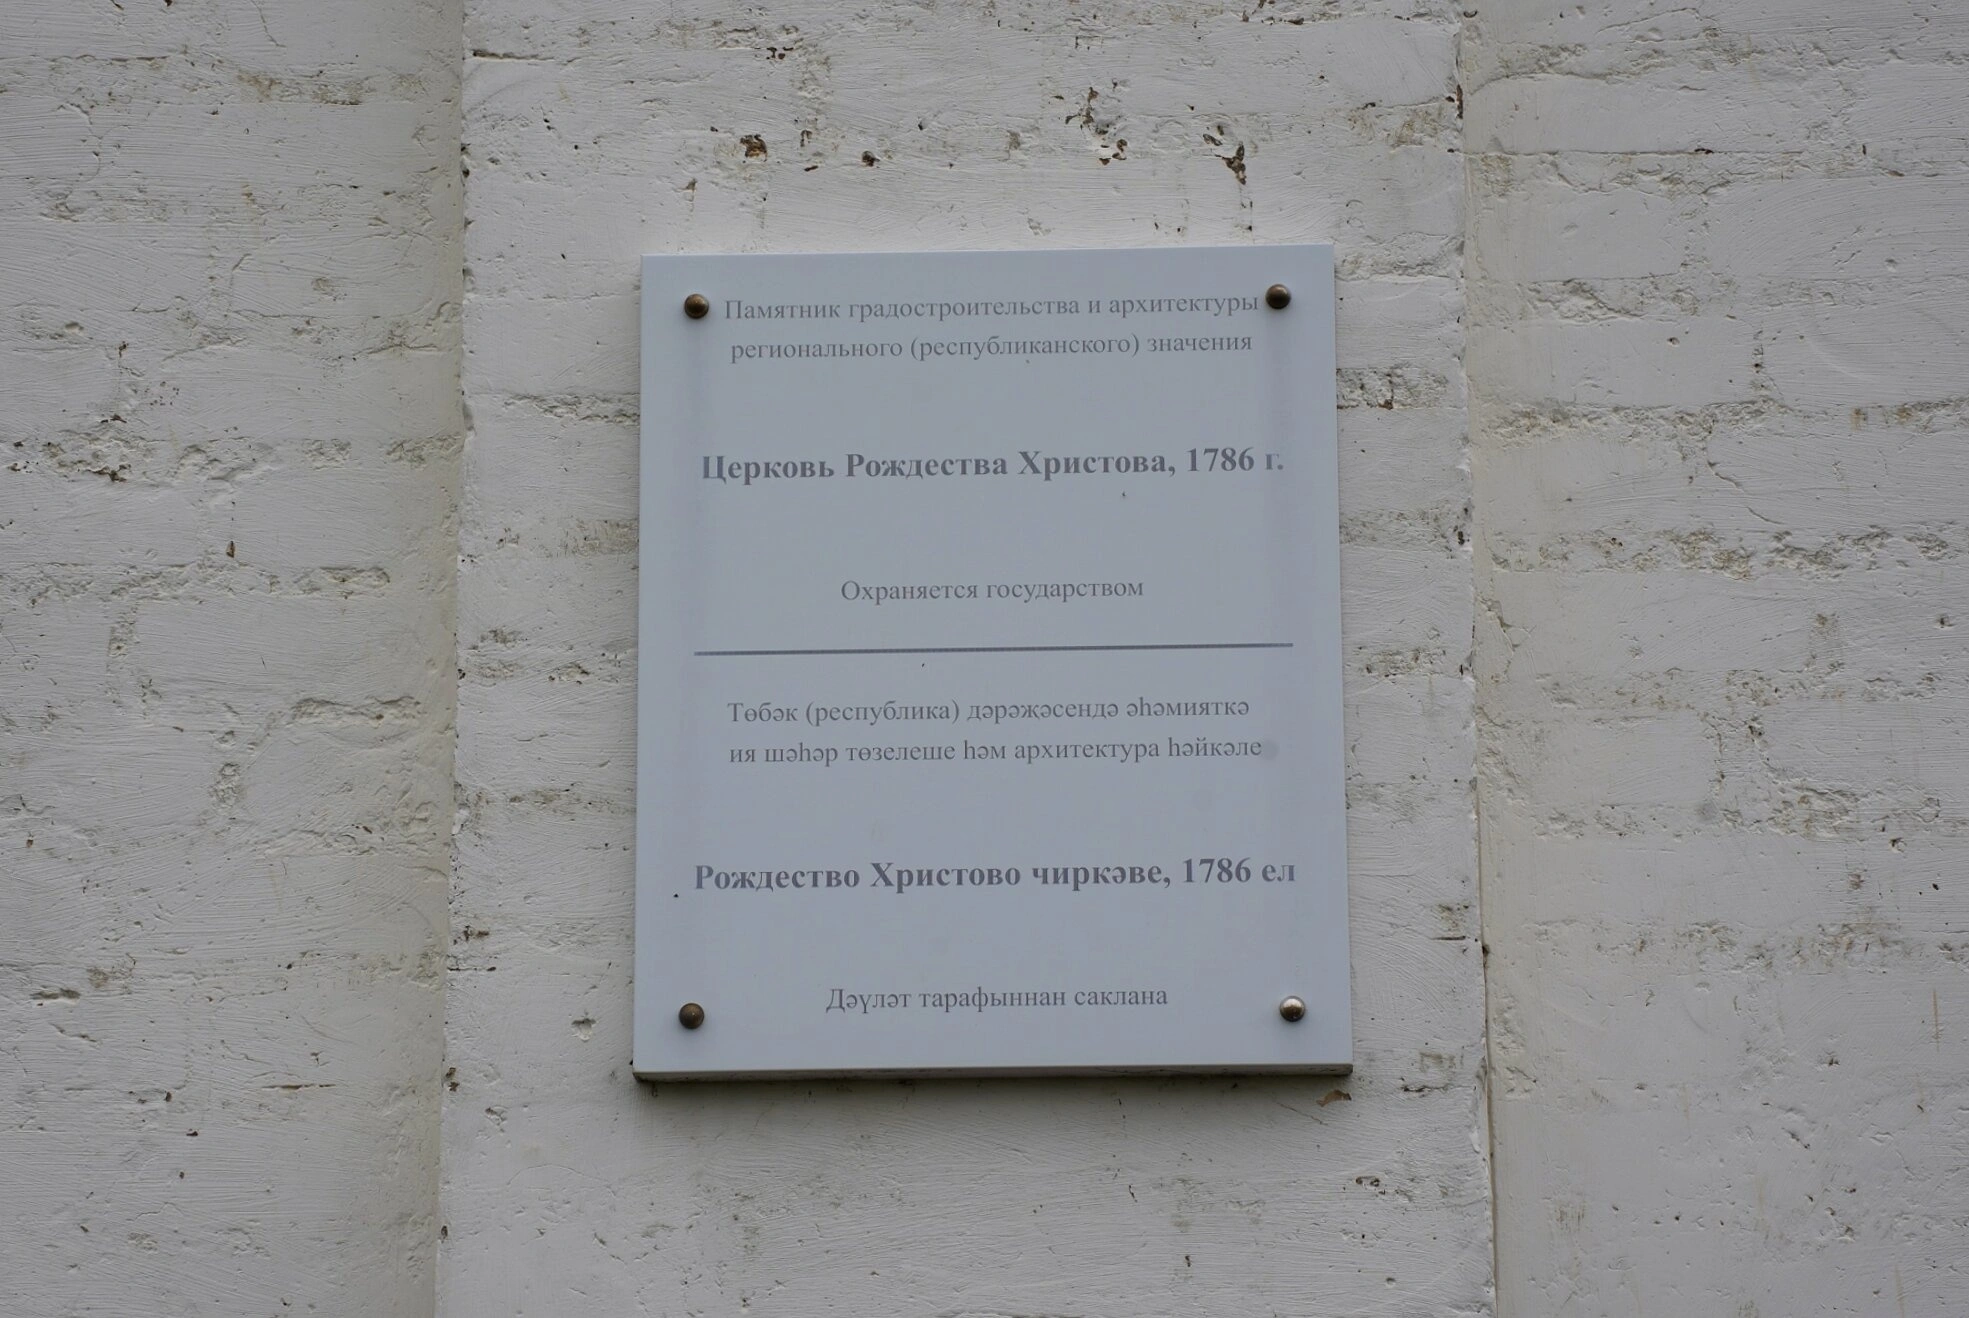 Памятник градостроительства и архитектуры
регионального (республиканского) значения
Церковь Рождества Христова, 1786 г.
Охраняется государством
Төбәк (республика) дәрәҗәсендә әһәмияткә
ия шәһәр төзелеше һәм архитектура һәйкәле
Рождество Христово чиркәве, 1786 ел
Дәүләт тарафыннан саклана